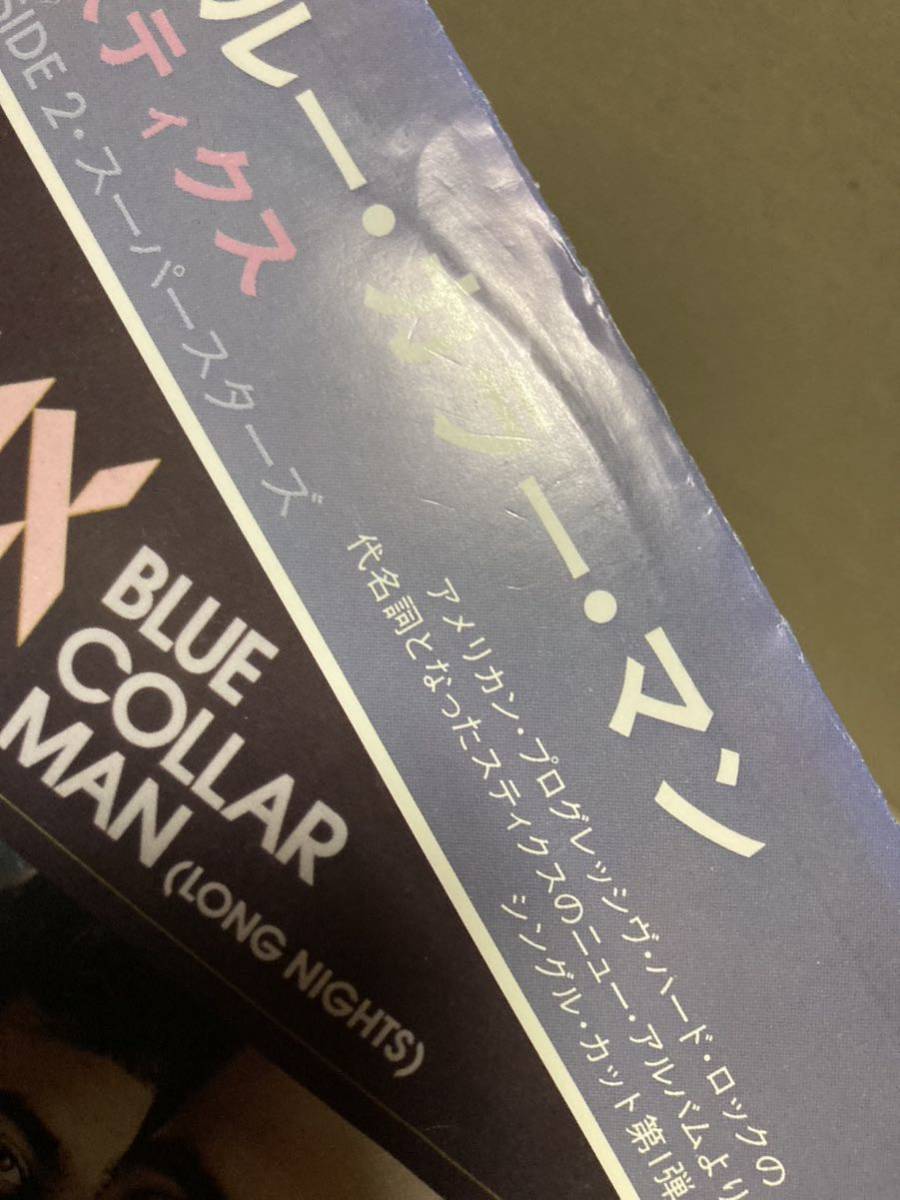 ルー・カラー・マン
スティクス
SIDE 2・スーパースターズ
アメリカン・プログレッシヴ・ハード・ロックの
代名詞となったスティクスのニュー・アルバムより
シングル・カット第1弾
YX
BLUE
COLLAR
MAN
(LONG NIGHTS)